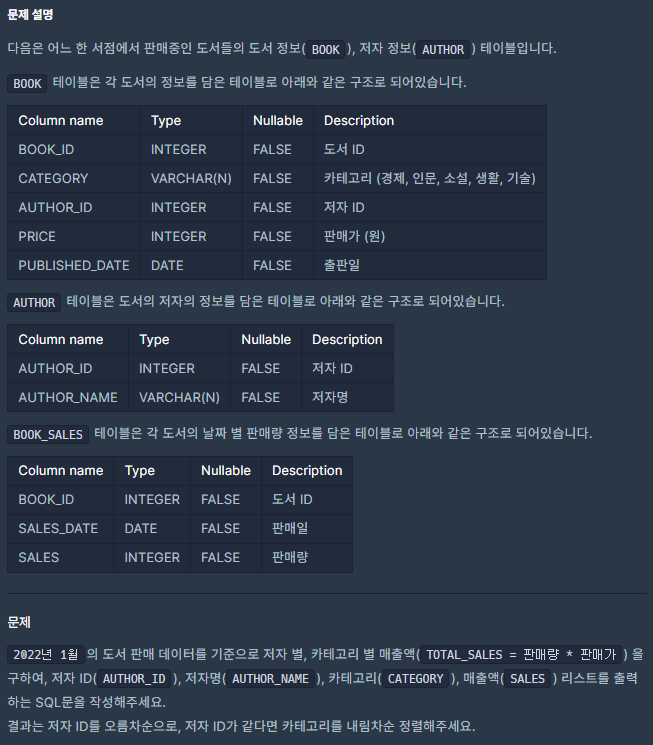 문제 설명
다음은 어느 한 서점에서 판매중인 도서들의 도서 정보( BOOK ), 저자 정보( AUTHOR ) 테이블입니다.
BOOK 테이블은 각 도서의 정보를 담은 테이블로 아래와 같은 구조로 되어있습니다.
Column name Type Nullable Description
BOOK_ID INTEGER FALSE 도서 ID
CATEGORY VARCHAR(N) FALSE 카테고리 (경제, 인문, 소설, 생활, 기술)
AUTHOR_ID INTEGER FALSE 저자 ID
PRICE INTEGER FALSE 판매가 (원)
PUBLISHED_DATE DATE FALSE 출판일
AUTHOR 테이블은 도서의 저자의 정보를 담은 테이블로 아래와 같은 구조로 되어있습니다.
Column name Type Nullable Description
AUTHOR_ID INTEGER FALSE 저자 ID
AUTHOR_NAME VARCHAR(N) FALSE 저자명
BOOK_SALES 테이블은 각 도서의 날짜 별 판매량 정보를 담은 테이블로 아래와 같은 구조로 되어있습니다.
Column name Type Nullable Description
BOOK_ID INTEGER FALSE 도서 ID
SALES_DATE DATE FALSE 판매일
SALES INTEGER FALSE 판매량
문제
2022년 1월 의 도서 판매 데이터를 기준으로 저자 별, 카테고리 별 매출액( TOTAL_SALES = 판매량 * 판매가 ) 을
구하여, 저자 ID( AUTHOR_ID ), 저자명( AUTHOR_NAME ), 카테고리( CATEGORY ), 매출액( SALES ) 리스트를 출력
하는 SQL문을 작성해주세요.
결과는 저자 ID를 오름차순으로, 저자 ID가 같다면 카테고리를 내림차순 정렬해주세요.